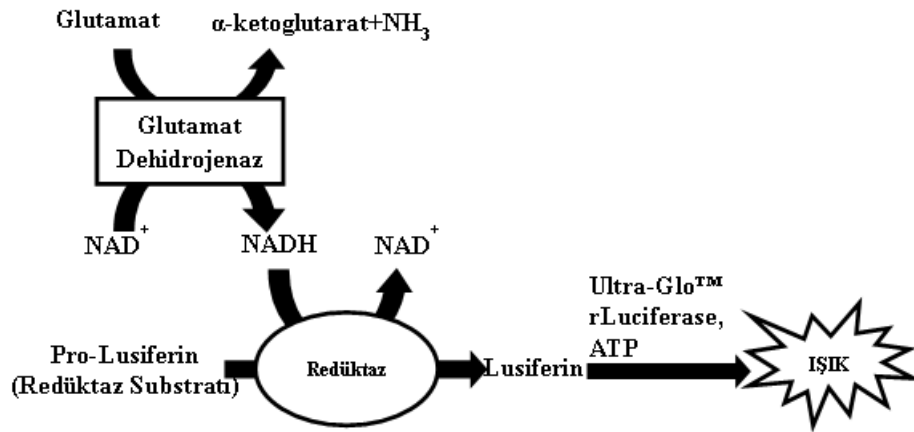 Glutamat
α-ketoglutarat+NH₃
Glutamat
Dehidrojenaz
NAD⁺
NADH
NAD⁺
Ultra-Glo™
rLuciferase,
ATP
Pro-Lusiferin
(Redüktaz Substratı)
Redüktaz
Lusiferin
IŞIK